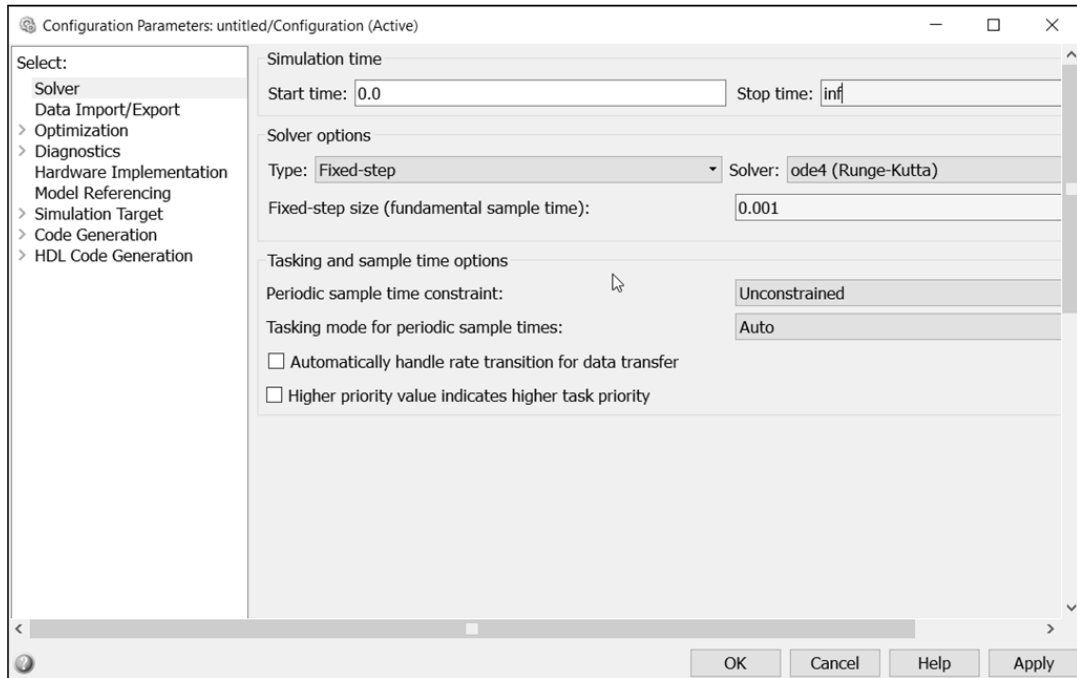 Configuration Parameters: untitled/Configuration (Active)
Select:
Solver
Data Import/Export
Optimization
Diagnostics
Hardware Implementation
Model Referencing
Simulation Target
Code Generation
HDL Code Generation
Simulation time
Start time: 0.0 Stop time: inf
Solver options
Type: Fixed-step Solver: ode4 (Runge-Kutta)
Fixed-step size (fundamental sample time): 0.001
Tasking and sample time options
Periodic sample time constraint: Unconstrained
Tasking mode for periodic sample times: Auto
Automatically handle rate transition for data transfer
Higher priority value indicates higher task priority
OK Cancel Help Apply